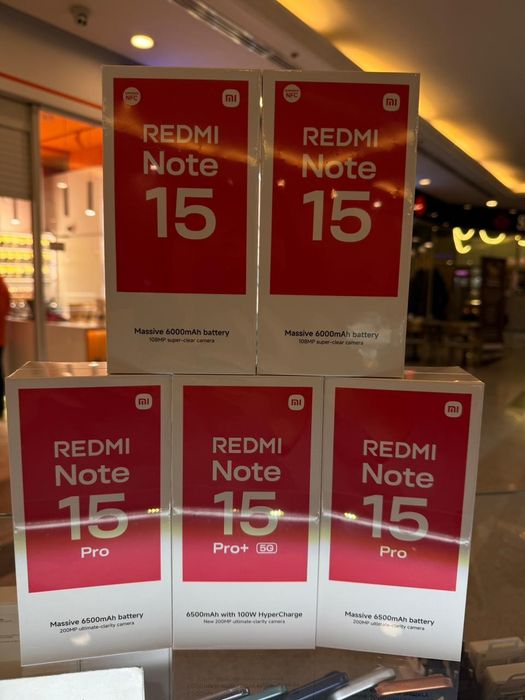 NFC
mi
REDMI
Note
15
Massive 6000mAh battery
108MP super-clear camera
NFC
mi
REDMI
Note
15
Massive 6000mAh battery
108MP super-clear camera
mi
REDMI
Note
15
Pro
Massive 6500mAh battery
200MP ultimate-clarity camera
mi
REDMI
Note
15
Pro+ 5G
6500mAh with 100W HyperCharge
New 200MP ultimate-clarity camera
mi
REDMI
Note
15
Pro
Massive 6500mAh battery
200MP ultimate-clarity camera